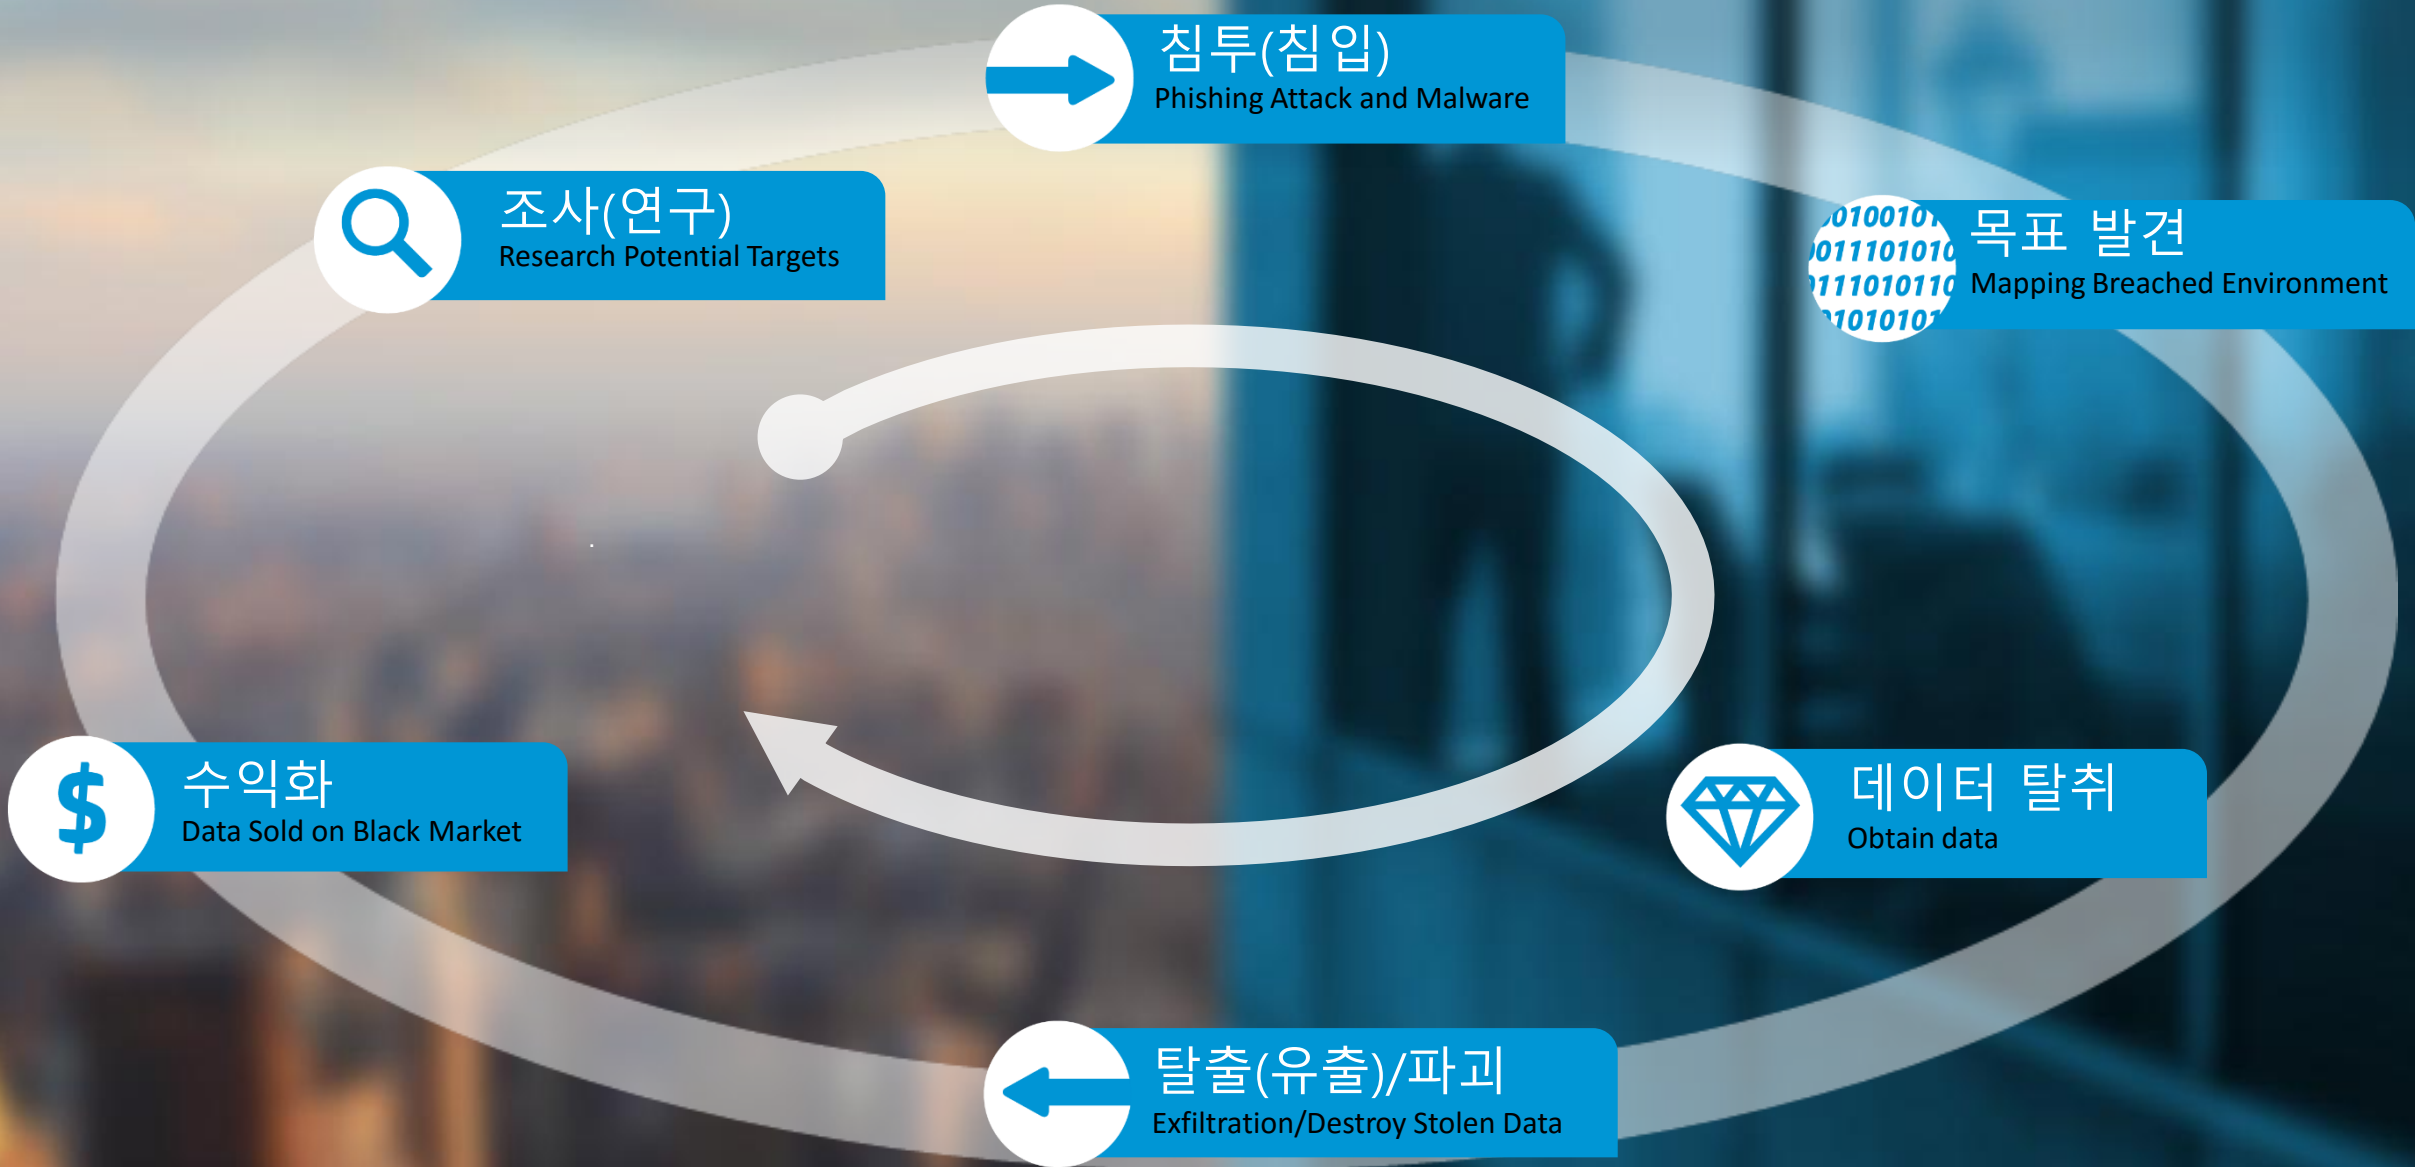 침투(침입)
Phishing Attack and Malware
조사(연구)
Research Potential Targets
목표 발견
Mapping Breached Environment
수익화
Data Sold on Black Market
데이터 탈취
Obtain data
탈출(유출)/파괴
Exfiltration/Destroy Stolen Data
$